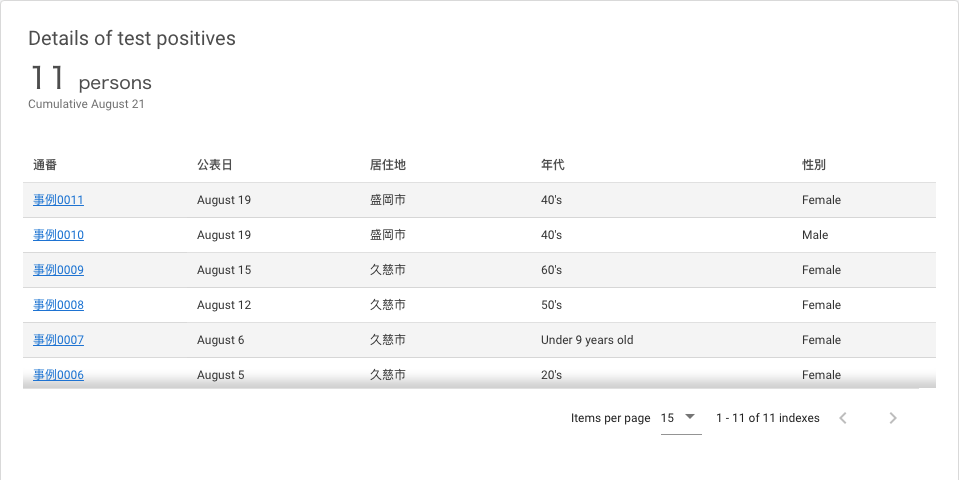 Details of test positives
11 persons
Cumulative August 21
通番 公表日 居住地 年代 性別
事例0011 August 19 盛岡市 40's Female
事例0010 August 19 盛岡市 40's Male
事例0009 August 15 久慈市 60's Female
事例0008 August 12 久慈市 50's Female
事例0007 August 6 久慈市 Under 9 years old Female
事例0006 August 5 久慈市 20's Female
Items per page 15 1 - 11 of 11 indexes